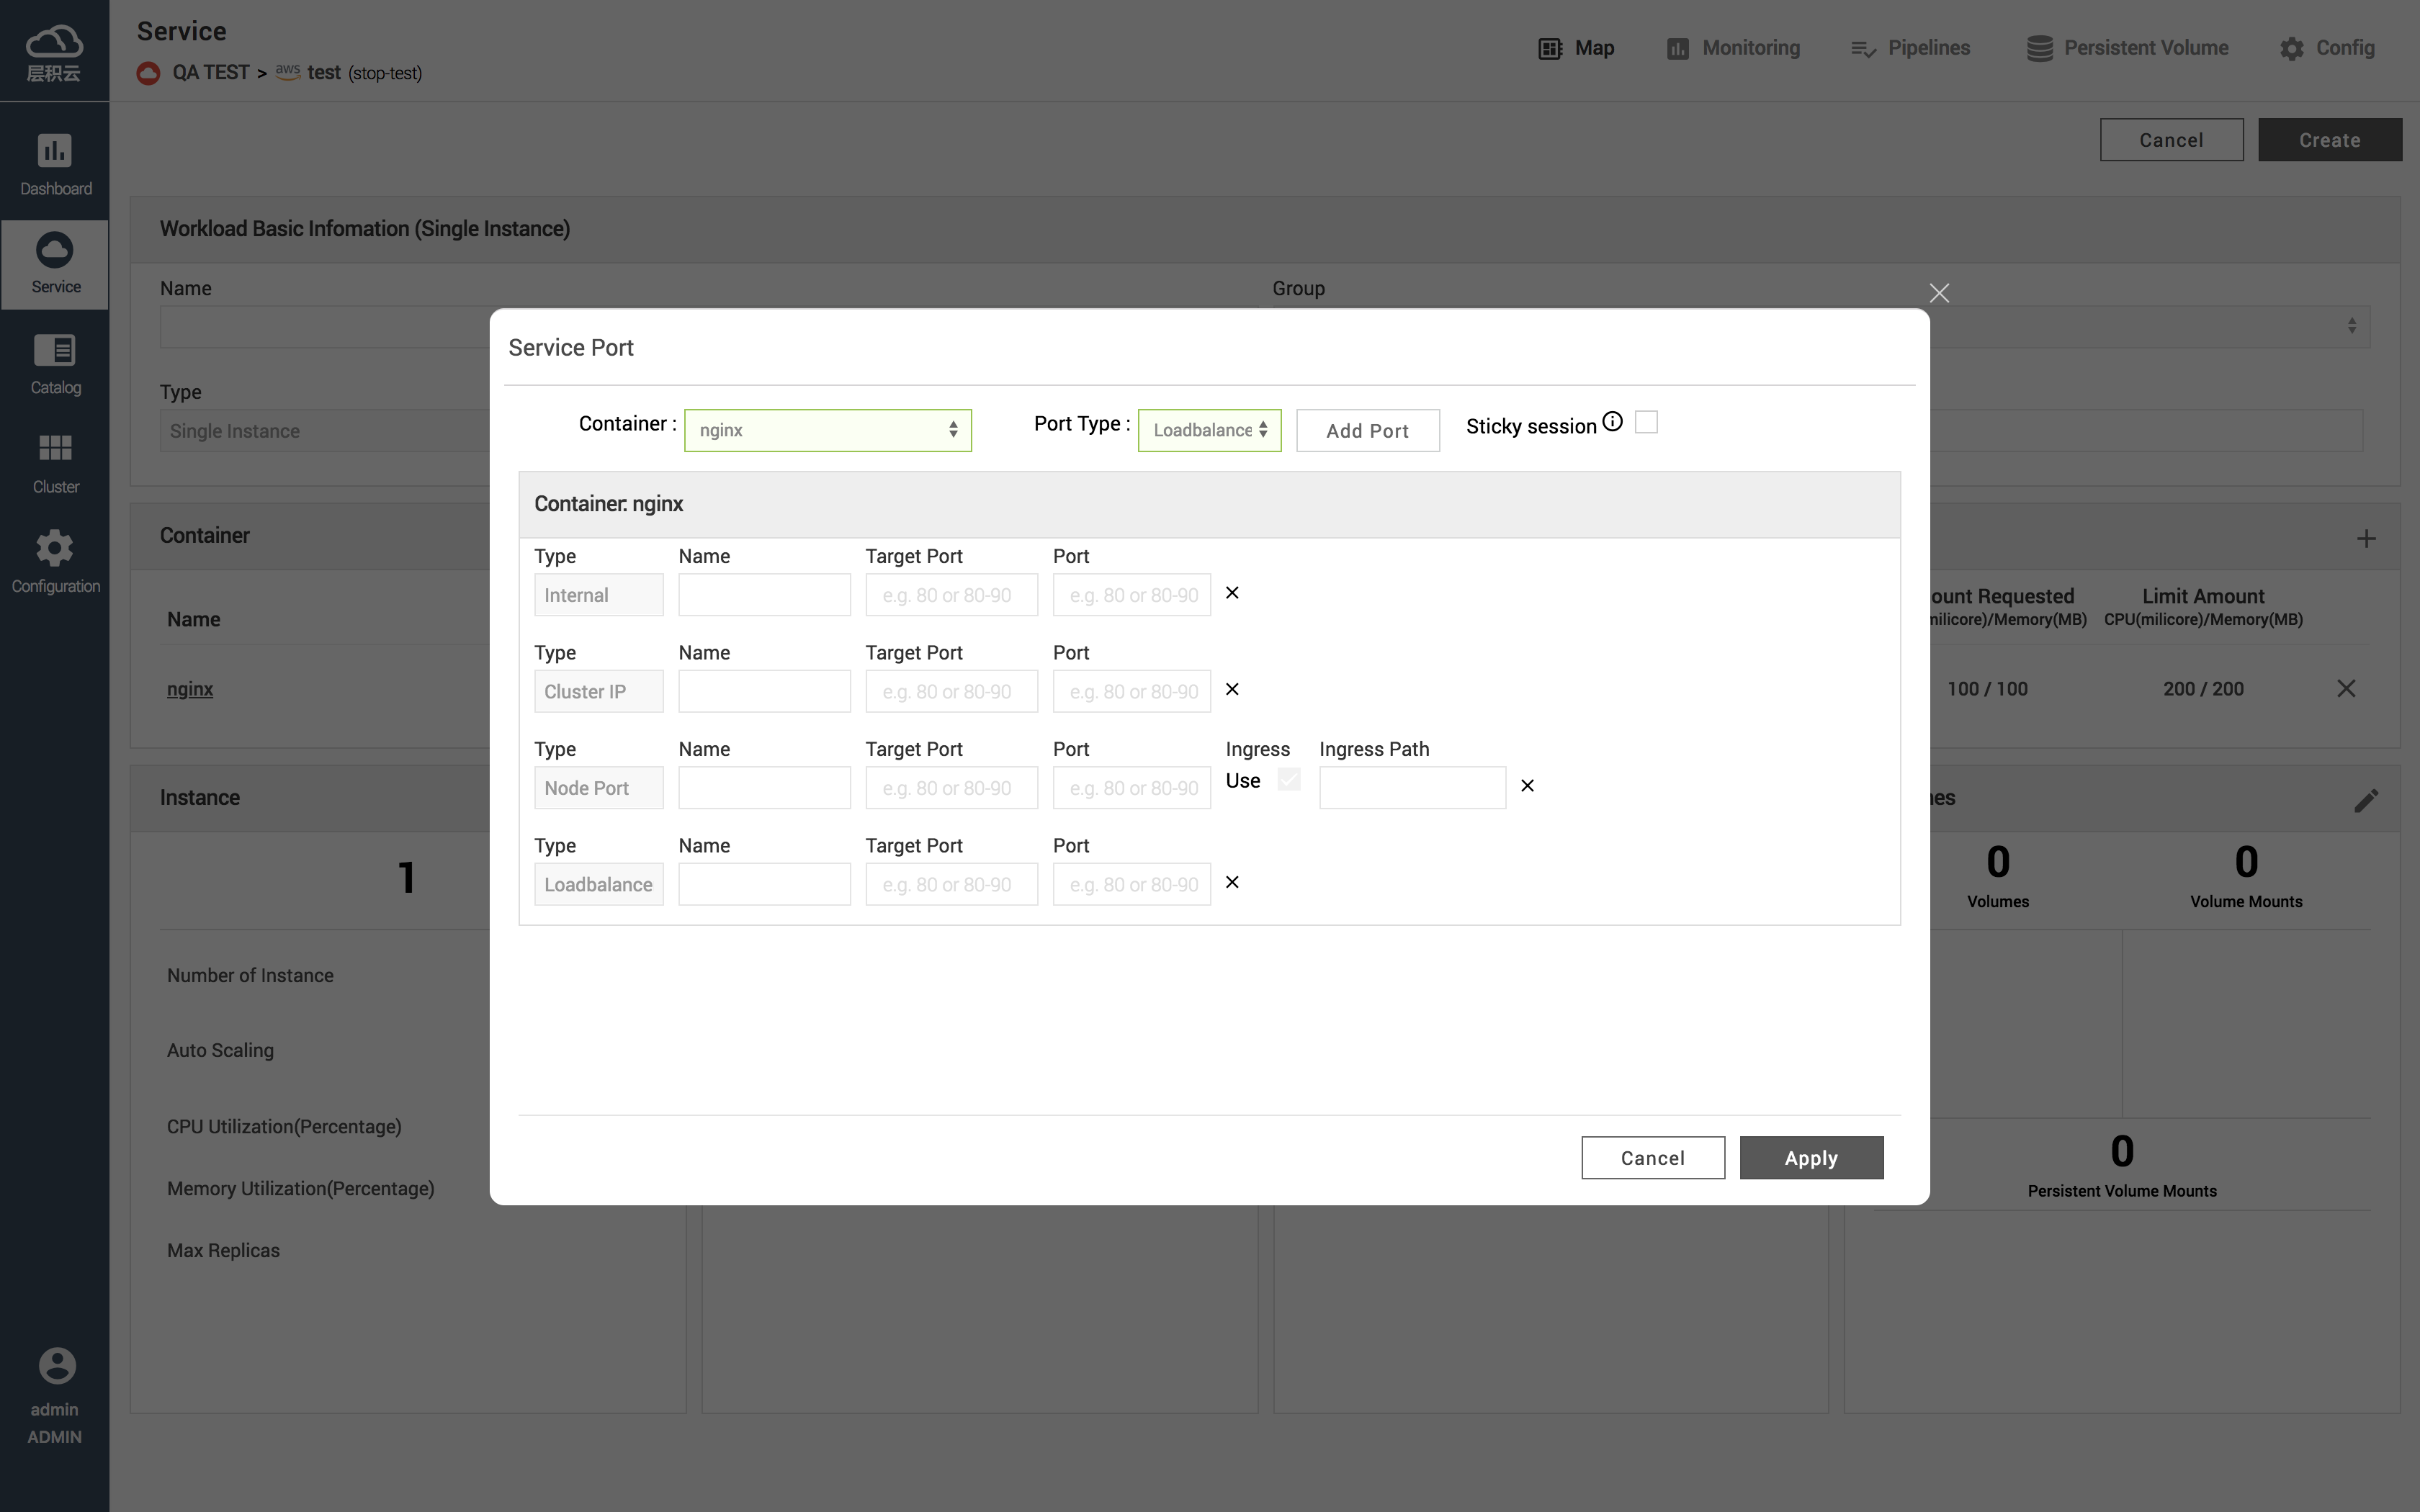 层积云
Service
QA TEST > aws test (stop-test)
Map
Monitoring
Pipelines
Persistent Volume
Config
Dashboard
Service
Catalog
Cluster
Configuration
admin
ADMIN
Cancel
Create
Workload Basic Infomation (Single Instance)
Name
Group
Type
Single Instance
Container
Name
ount Requested
Limit Amount
milicore)/Memory(MB)
CPU(milicore)/Memory(MB)
nginx
100 / 100
200 / 200
Instance
1
Number of Instance
Auto Scaling
CPU Utilization(Percentage)
Memory Utilization(Percentage)
Max Replicas
0
Volumes
0
Volume Mounts
0
Persistent Volume Mounts
Service Port
Container : nginx
Port Type : Loadbalance
Add Port
Sticky session
Container: nginx
Type Name Target Port Port
Internal e.g. 80 or 80-90 e.g. 80 or 80-90
Type Name Target Port Port
Cluster IP e.g. 80 or 80-90 e.g. 80 or 80-90
Type Name Target Port Port Ingress Ingress Path
Node Port e.g. 80 or 80-90 e.g. 80 or 80-90 Use
Type Name Target Port Port
Loadbalance e.g. 80 or 80-90 e.g. 80 or 80-90
Cancel
Apply